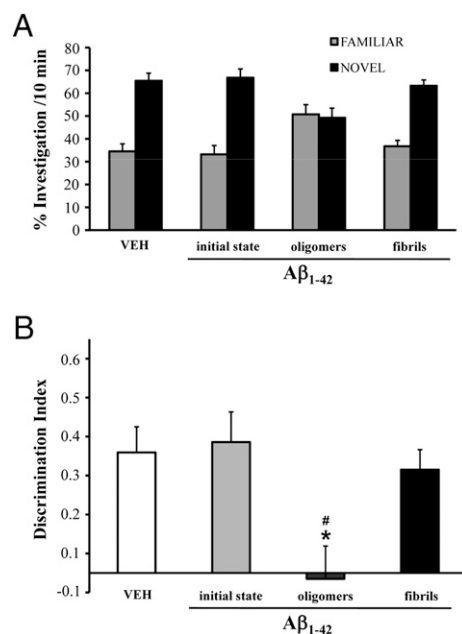 A
% Investigation /10 min
80
70
60
50
40
30
20
10
0
FAMILIAR
NOVEL
VEH
initial state
oligomers
fibrils
Aβ1-42
B
Discrimination Index
0.6
0.4
0.3
0.2
0.1
-0.1
#
*
VEH
initial state
oligomers
fibrils
Aβ1-42